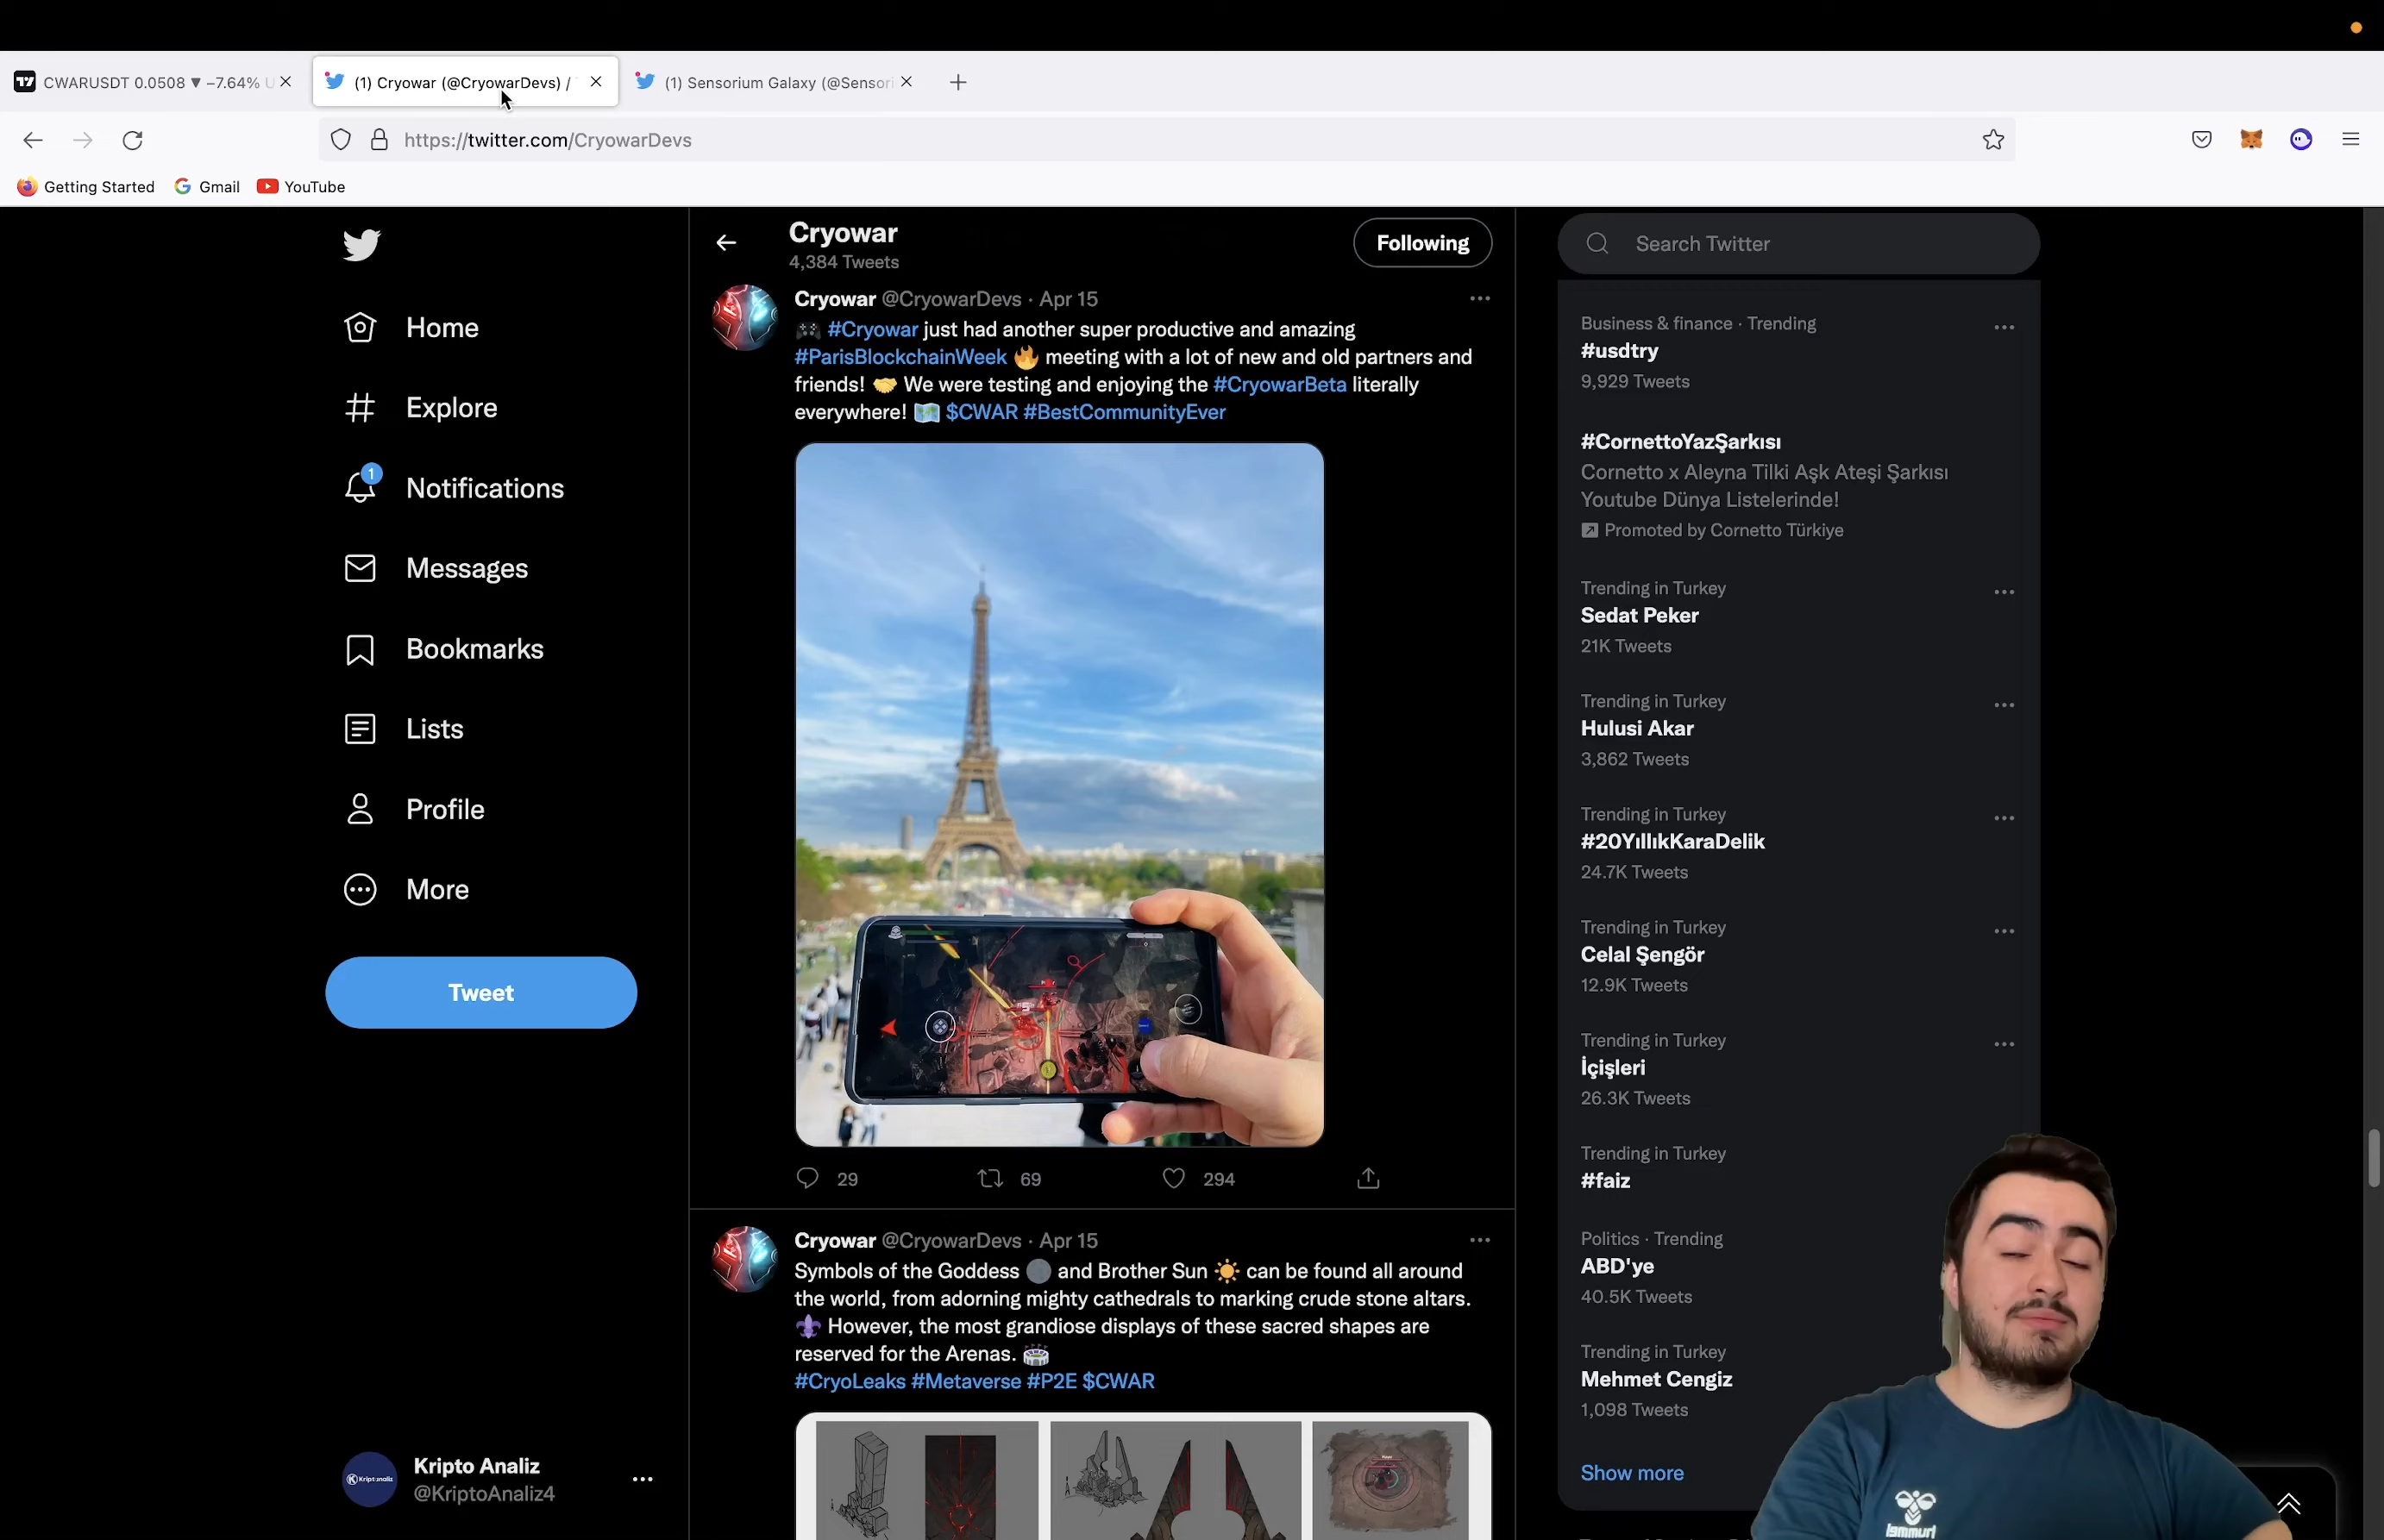 CWARUSDT 0.0508 ▼ −7.64% U
(1) Cryowar (@CryowarDevs) /
(1) Sensorium Galaxy (@Sensori
https://twitter.com/CryowarDevs
Getting Started
Gmail
YouTube
Home
Explore
1
Notifications
Messages
Bookmarks
Lists
Profile
More
Tweet
Kripto Analiz
@KriptoAnaliz4
Cryowar
4,384 Tweets
Following
Cryowar @CryowarDevs · Apr 15
🎮 #Cryowar just had another super productive and amazing
#ParisBlockchainWeek 🔥 meeting with a lot of new and old partners and
friends! 🤝 We were testing and enjoying the #CryowarBeta literally
everywhere! 🗺️ $CWAR #BestCommunityEver
29
69
294
Cryowar @CryowarDevs · Apr 15
Symbols of the Goddess 🌑 and Brother Sun ☀️ can be found all around
the world, from adorning mighty cathedrals to marking crude stone altars.
⚜️ However, the most grandiose displays of these sacred shapes are
reserved for the Arenas. 🏟️
#CryoLeaks #Metaverse #P2E $CWAR
Search Twitter
Business & finance · Trending
#usdtry
9,929 Tweets
#CornettoYazŞarkısı
Cornetto x Aleyna Tilki Aşk Ateşi Şarkısı
Youtube Dünya Listelerinde!
Promoted by Cornetto Türkiye
Trending in Turkey
Sedat Peker
21K Tweets
Trending in Turkey
Hulusi Akar
3,862 Tweets
Trending in Turkey
#20YıllıkKaraDelik
24.7K Tweets
Trending in Turkey
Celal Şengör
12.9K Tweets
Trending in Turkey
İçişleri
26.3K Tweets
Trending in Turkey
#faiz
Politics · Trending
ABD'ye
40.5K Tweets
Trending in Turkey
Mehmet Cengiz
1,098 Tweets
Show more
hummel